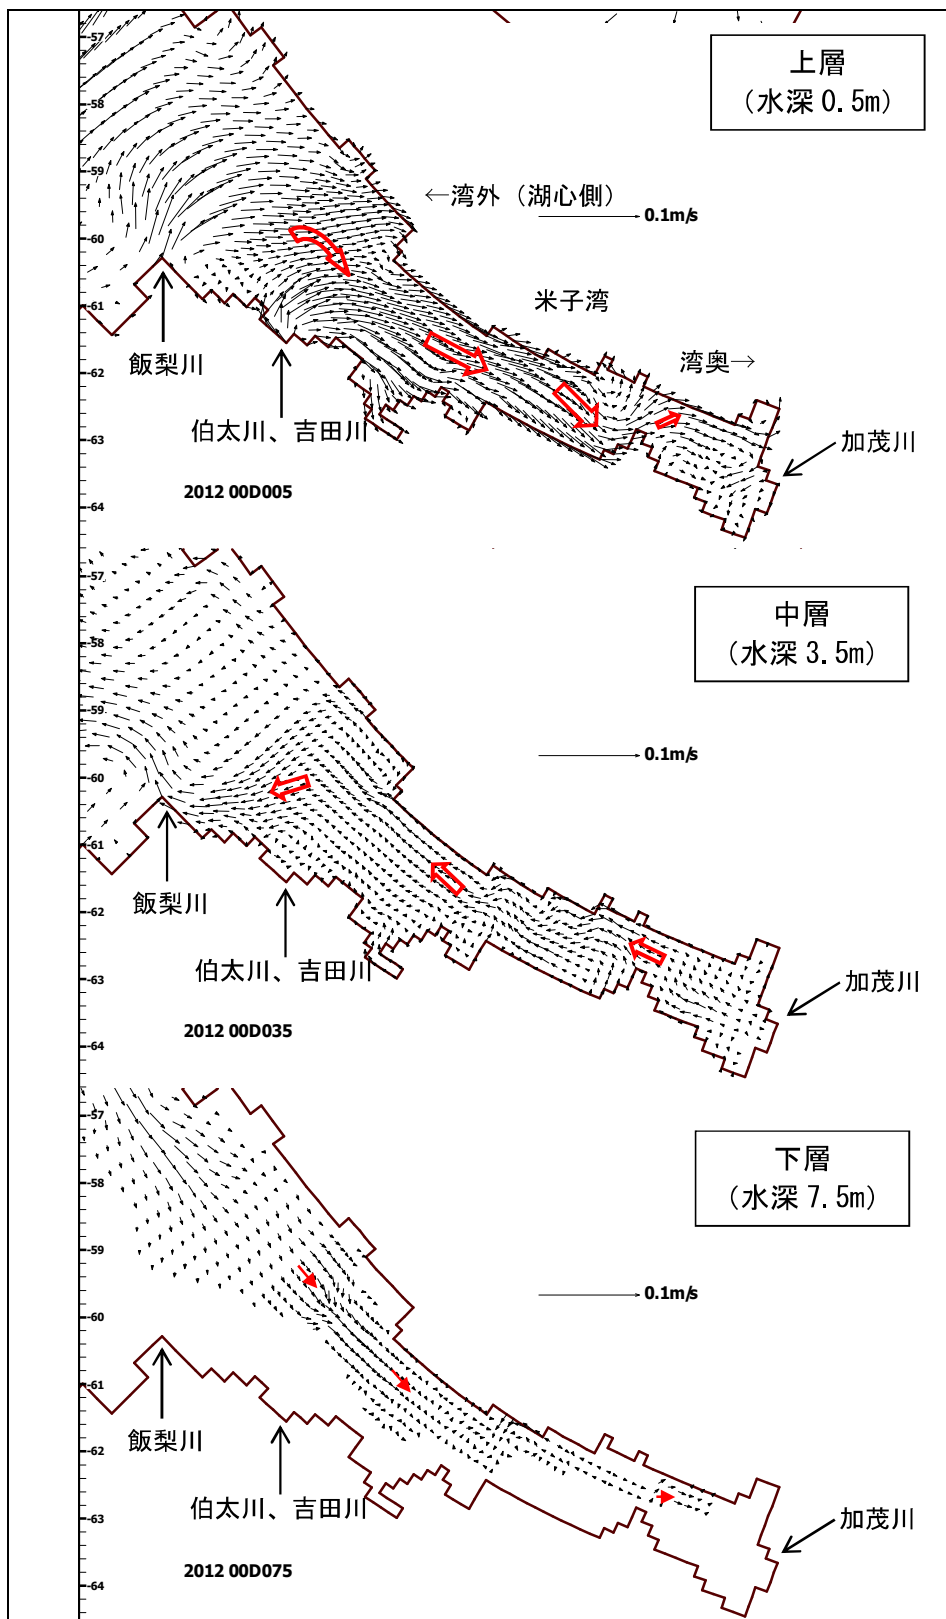 上層
（水深 0.5m）
-57
-58
-59
-60
-61
-62
-63
-64
←湾外（湖心側）
0.1m/s
米子湾
湾奥→
飯梨川
伯太川、吉田川
加茂川
2012 00D005
中層
（水深 3.5m）
-57
-58
-59
-60
-61
-62
-63
-64
0.1m/s
飯梨川
伯太川、吉田川
加茂川
2012 00D035
下層
（水深 7.5m）
-57
-58
-59
-60
-61
-62
-63
-64
0.1m/s
飯梨川
伯太川、吉田川
加茂川
2012 00D075